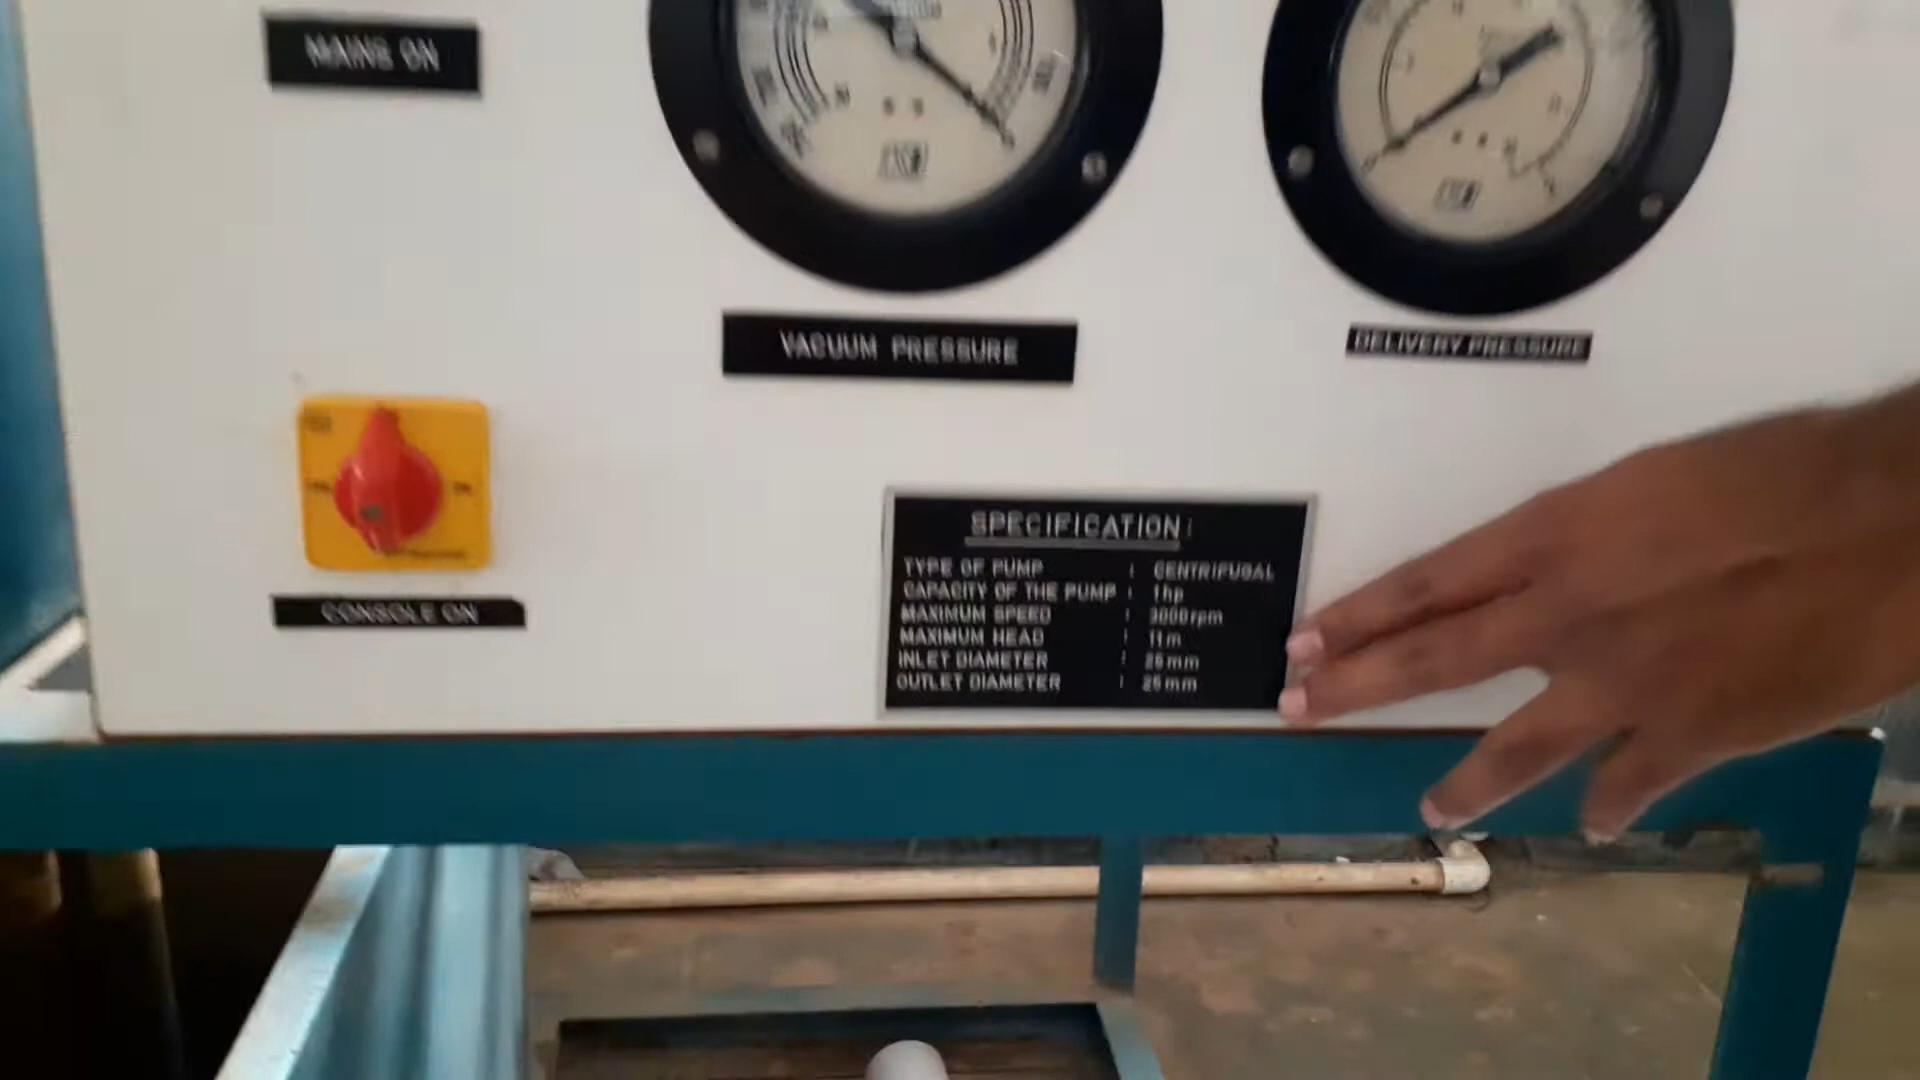 MAINS ON
VACUUM PRESSURE
DELIVERY PRESSURE
CONSOLE ON
SPECIFICATION:
TYPE OF PUMP : CENTRIFUGAL
CAPACITY OF THE PUMP : 1hp
MAXIMUM SPEED : 3000rpm
MAXIMUM HEAD : 11m
INLET DIAMETER : 25mm
OUTLET DIAMETER : 25mm